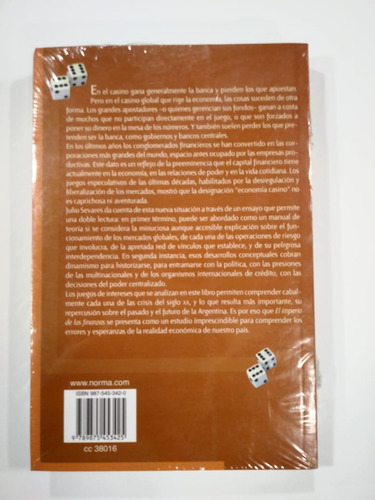 En el casino gana generalmente la banca y pierden los que apuestan.
Pero en el casino global que rige la economía, las cosas suceden de otra
forma. Los grandes apostadores –o quienes gerencian sus fondos– ganan a costa
de muchos que no participan directamente en el juego, o que son forzados a
poner su dinero en la mesa de los números. Y también suelen perder los que pre-
tenden ser la banca, como gobiernos y bancos centrales.
En los últimos años los conglomerados financieros se han convertido en las cor-
poraciones más grandes del mundo, espacio antes ocupado por las empresas pro-
ductivas. Este dato es un reflejo de la preeminencia que el capital financiero tiene
actualmente en la economía, en las relaciones de poder y en la vida cotidiana. Los
juegos especulativos de las últimas décadas, habilitados por la desregulación y
liberalización de los mercados, mostró que la designación "economía casino" no
es caprichosa ni aventurada.
Julio Sevares da cuenta de esta nueva situación a través de un ensayo que permite
una doble lectura: en primer término, puede ser abordado como un manual de
teoría si se considera la minuciosa aunque accesible explicación sobre el fun-
cionamiento de los mercados globales, de cada una de las operaciones de riesgo
que involucra, de la apretada red de vínculos que establece, y de su peligrosa
interdependencia. En segunda instancia, esos desarrollos conceptuales cobran
dinamismo para historizarse, para entramarse con la política, con las presiones
de las multinacionales y de los organismos internacionales de crédito, con las
decisiones del poder centralizado.
Los juegos de intereses que se analizan en este libro permiten comprender cabal-
mente cada una de las crisis del siglo XX, y lo que resulta más importante, su
repercusión sobre el pasado y el futuro de la Argentina. Es por eso que El imperio
de las finanzas se presenta como un estudio imprescindible para comprender los
errores y esperanzas de la realidad económica de nuestro país.
www.norma.com
ISBN 987-545-342-0
9 789875 453425
cc 38016